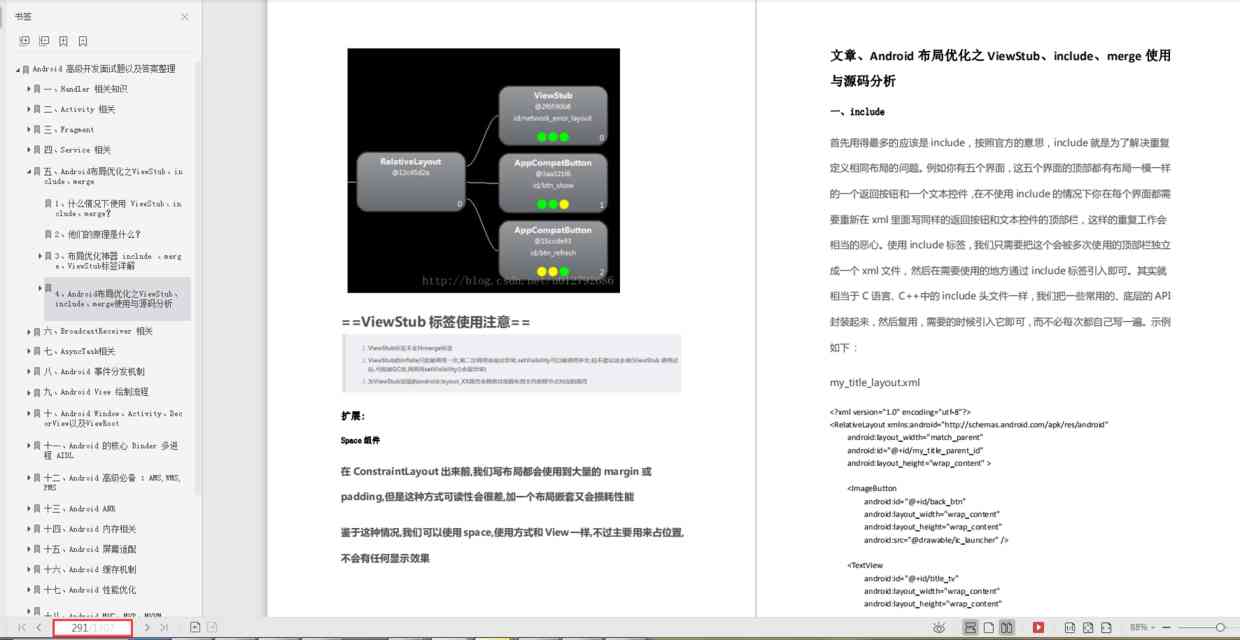 书签
Android 高级开发面试题以及答案整理
一、Handler 相关知识
二、Activity 相关
三、Fragment
四、Service 相关
五、Android布局优化之ViewStub、in
clude、merge
1、什么情况下使用 ViewStub、in
clude、merge?
2、他们的原理是什么?
3、布局优化神器 include 、merg
e、ViewStub标签详解
4、Android布局优化之ViewStub、
include、merge使用与源码分析
六、BroadcastReceiver 相关
七、AsyncTask相关
八、Android 事件分发机制
九、Android View 绘制流程
十、Android Window、Activity、Dec
orView以及ViewRoot
十一、Android 的核心 Binder 多进
程 AIDL
十二、Android 高级必备 : AMS,WMS,
PMS
十三、Android ANR
十四、Android 内存相关
十五、Android 屏幕适配
十六、Android 缓存机制
十七、Android 性能优化
十八、Android MVC、MVP、MVVM
291/1307
RelativeLayout
@12c45d2a
0
ViewStub
id/network_error_layout
0
AppCompatButton
@3aa521f6
id/btn_show
1
AppCompatButton
@15ccde93
id/btn_refresh
2
==ViewStub 标签使用注意==
1. ViewStub标签不支持merge标签
扩展:
Space 组件
在 ConstraintLayout 出来前,我们写布局都会使用到大量的 margin 或
padding,但是这种方式可读性会很差,加一个布局嵌套又会损耗性能
鉴于这种情况,我们可以使用 space,使用方式和 View 一样,不过主要用来占位置,
不会有任何显示效果
文章、Android 布局优化之 ViewStub、include、merge 使用
与源码分析
一、include
首先用得最多的应该是 include，按照官方的意思，include 就是为了解决重复
定义相同布局的问题。例如你有五个界面，这五个界面的顶部都有布局一模一样
的一个返回按钮和一个文本控件 ,在不使用 include 的情况下你在每个界面都需
要重新在 xml 里面写同样的返回按钮和文本控件的顶部栏，这样的重复工作会
相当的恶心。使用 include 标签，我们只需要把这个会被多次使用的顶部栏独立
成一个 xml 文件，然后在需要使用的地方通过 include 标签引入即可。其实就
相当于 C 语言、C++中的 include 头文件一样，我们把一些常用的、底层的 API
封装起来，然后复用，需要的时候引入它即可，而不必每次都自己写一遍。示例
如下：
my_title_layout.xml
<?xml version="1.0" encoding="utf-8"?>
<RelativeLayout xmlns:android="http://schemas.android.com/apk/res/android"
android:layout_width="match_parent"
android:id="@+id/my_title_parent_id"
android:layout_height="wrap_content" >
<ImageButton
android:id="@+id/back_btn"
android:layout_width="wrap_content"
android:layout_height="wrap_content"
android:src="@drawable/ic_launcher" />
<TextView
android:id="@+id/title_tv"
android:layout_width="wrap_content"
android:layout_height="wrap_content"
88%